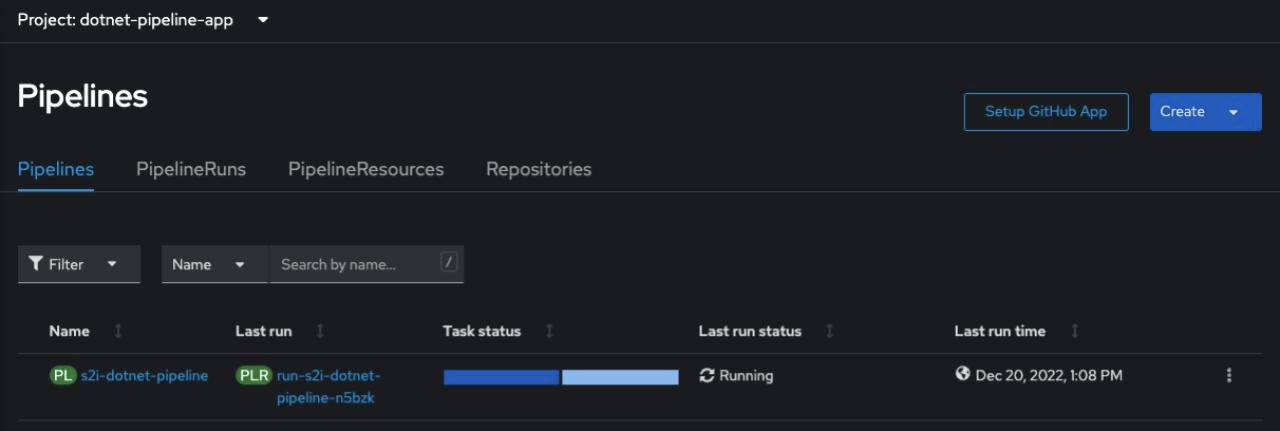 Project: dotnet-pipeline-app
Pipelines
Setup GitHub App
Create
Pipelines PipelineRuns PipelineResources Repositories
Filter Name Search by name... /
Name Last run Task status Last run status Last run time
PL s2i-dotnet-pipeline PLR run-s2i-dotnet- Running Dec 20, 2022, 1:08 PM
pipeline-n5bzk